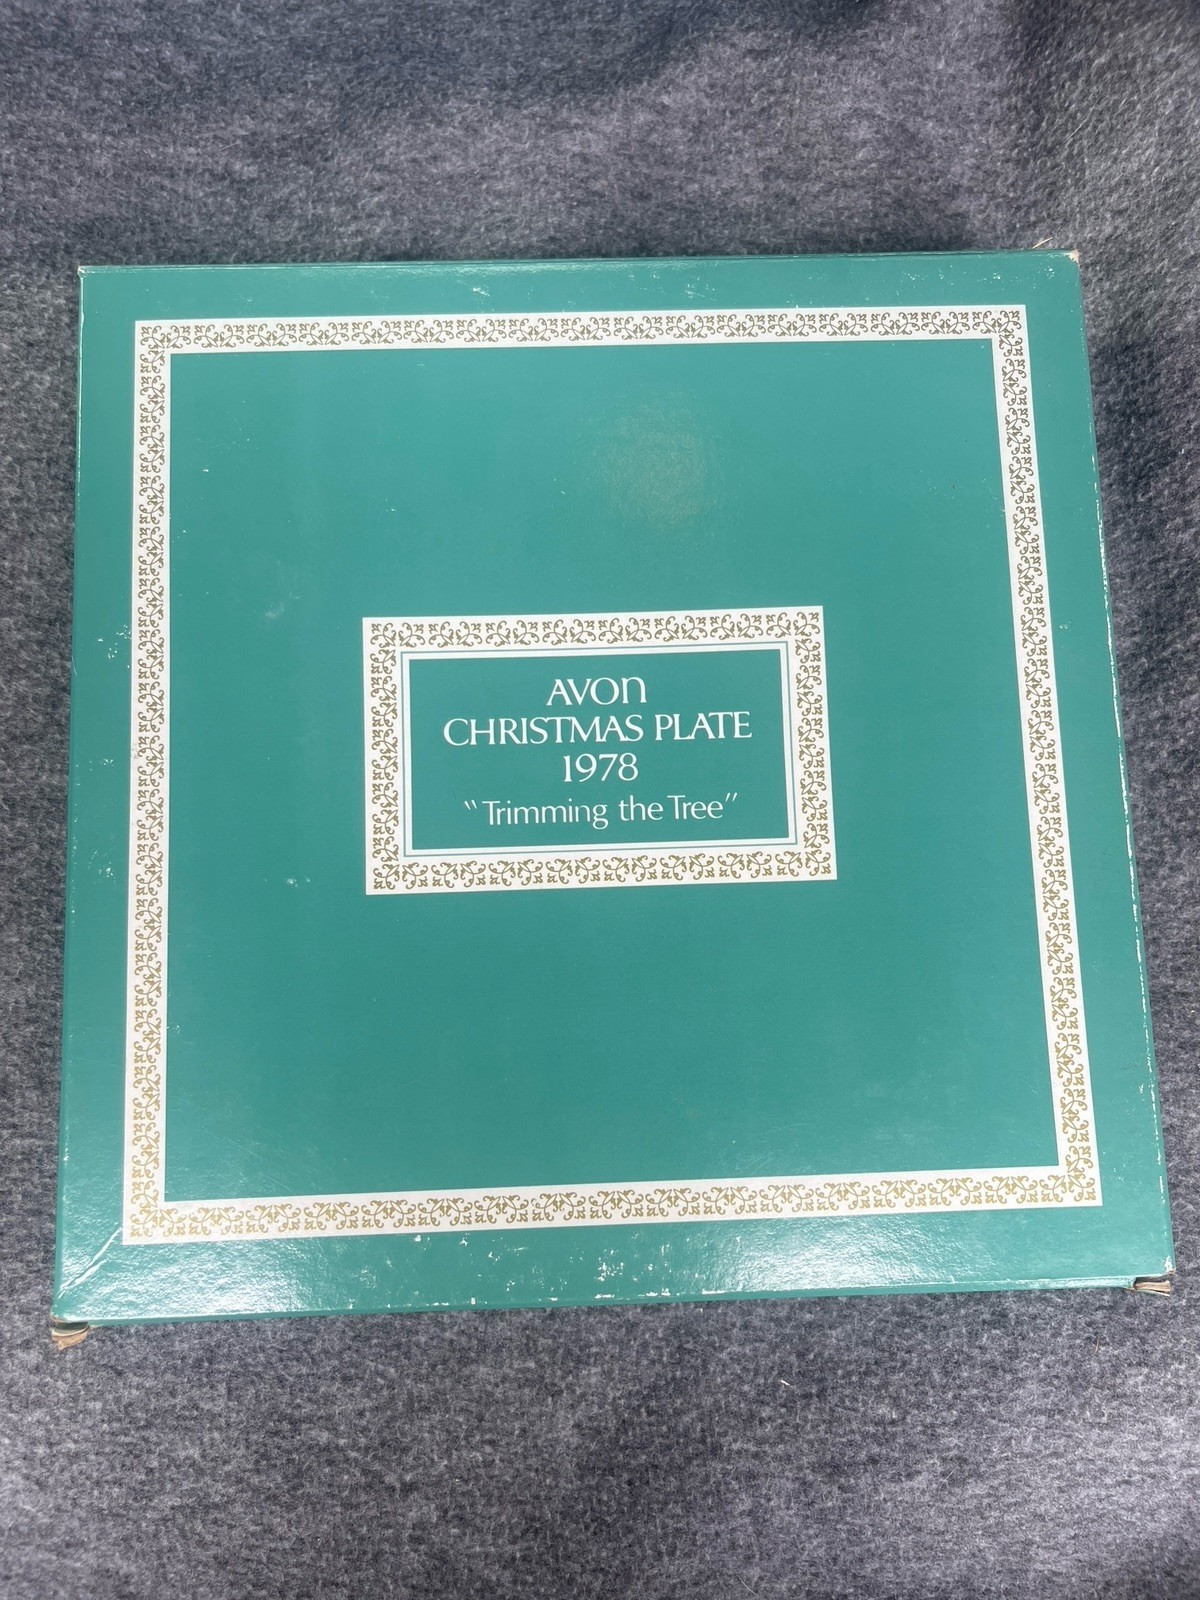 AVON
CHRISTMAS PLATE
1978
"Trimming the Tree"